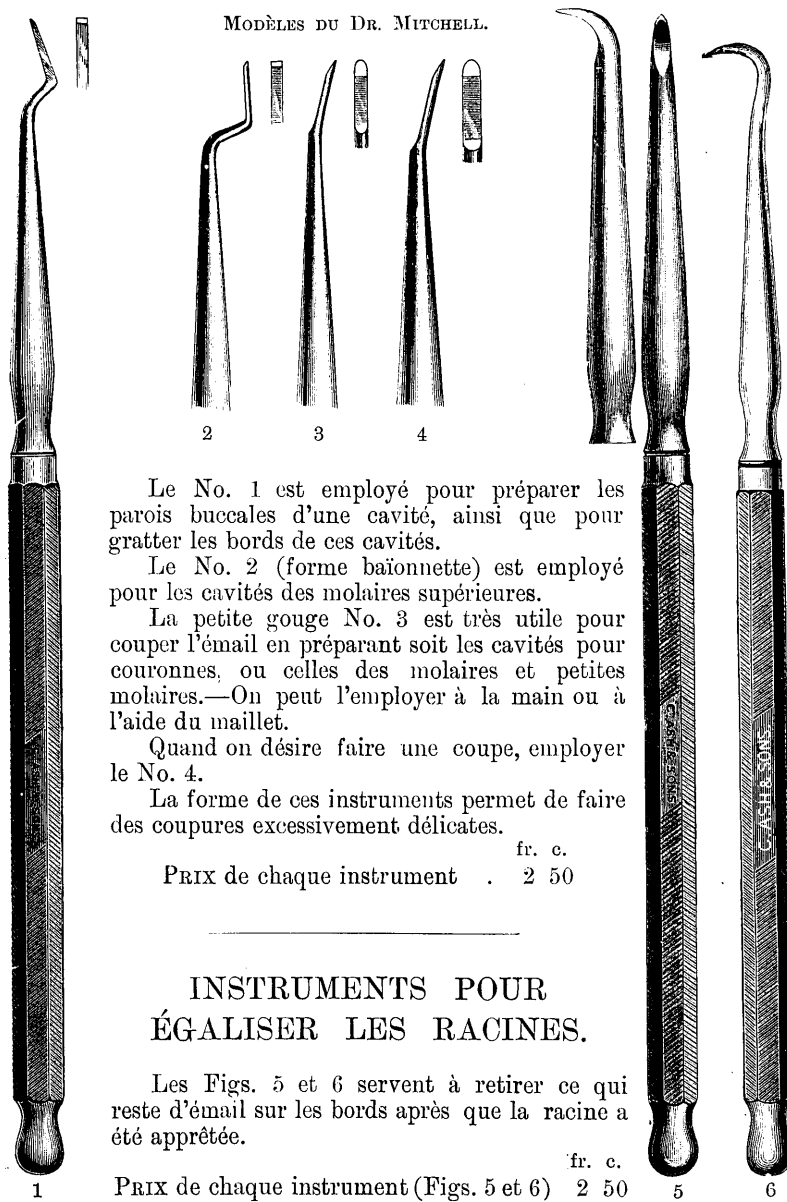 MODÈLES DU DR. MITCHELL.
2 3 4
Le No. 1 est employé pour préparer les
parois buccales d'une cavité, ainsi que pour
gratter les bords de ces cavités.
Le No. 2 (forme baïonnette) est employé
pour les cavités des molaires supérieures.
La petite gouge No. 3 est très utile pour
couper l'émail en préparant soit les cavités pour
couronnes, ou celles des molaires et petites
molaires.—On peut l'employer à la main ou à
l'aide du maillet.
Quand on désire faire une coupe, employer
le No. 4.
La forme de ces instruments permet de faire
des coupures excessivement délicates.
fr. c.
PRIX de chaque instrument . 2 50
INSTRUMENTS POUR
ÉGALISER LES RACINES.
Les Figs. 5 et 6 servent à retirer ce qui
reste d'émail sur les bords après que la racine a
été apprêtée.
fr. c.
PRIX de chaque instrument (Figs. 5 et 6) 2 50
1 5 6
C. ASH & SONS
C. ASH & SONS.